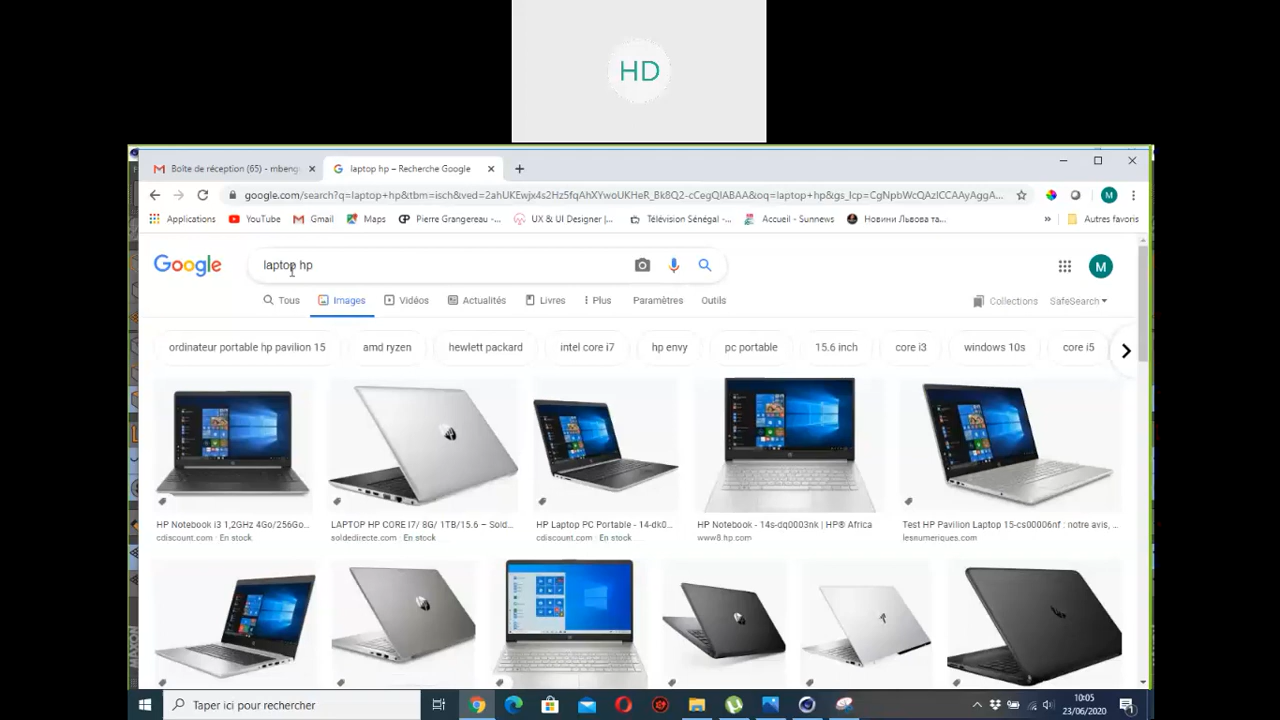 HD
Boîte de réception (65) - mbeng
laptop hp – Recherche Google
google.com/search?q=laptop+hp&tbm=isch&ved=2ahUKEwjx4s2Hz5fqAhXYwoUKHeR_Bk8Q2-cCegQIABAA&oq=laptop+hp&gs_lcp=CgNpbWcQAzICCAAyAggA...
M
Applications YouTube Gmail Maps Pierre Grangereau -... UX & UI Designer |... Télévision Sénégal -... Accueil - Sunnews Новини Львова та... » Autres favoris
Google laptop hp M
Tous Images Vidéos Actualités Livres Plus Paramètres Outils Collections SafeSearch
ordinateur portable hp pavilion 15 amd ryzen hewlett packard intel core i7 hp envy pc portable 15.6 inch core i3 windows 10s core i5
HP Notebook i3 1,2GHz 4Go/256Go... LAPTOP HP CORE I7/ 8G/ 1TB/15.6 – Sold... HP Laptop PC Portable - 14-dk0... HP Notebook - 14s-dq0003nk | HP® Africa Test HP Pavilion Laptop 15-cs00006nf : notre avis, ...
cdiscount.com · En stock soldedirecte.com · En stock cdiscount.com · En stock www8.hp.com lesnumeriques.com
MAXON
Taper ici pour rechercher
10:05
23/06/2020